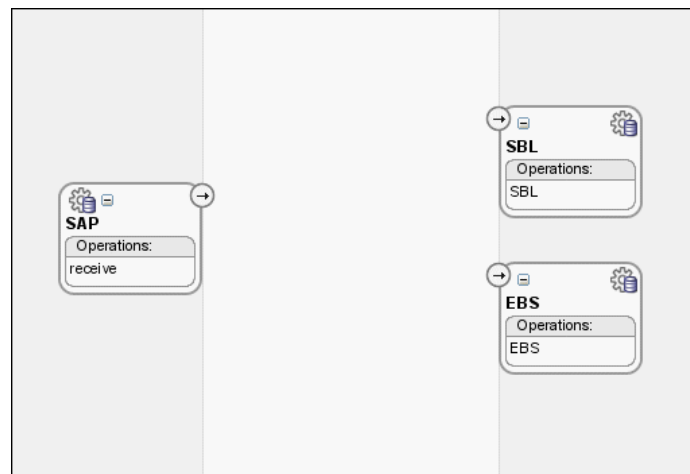 SBL
Operations:
SBL
SAP
Operations:
receive
EBS
Operations:
EBS